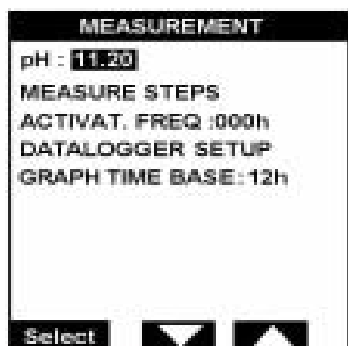 MEASUREMENT
pH : 11.20
MEASURE STEPS
ACTIVAT. FREQ :000h
DATALOGGER SETUP
GRAPH TIME BASE: 12h
Select